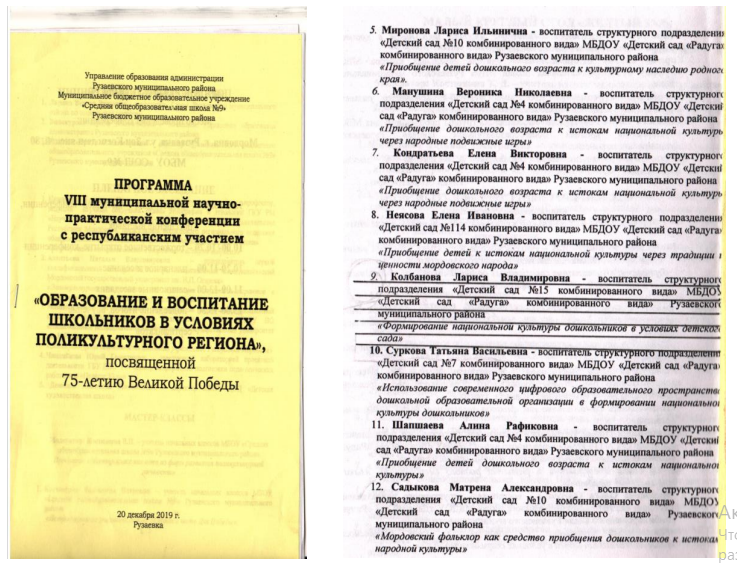 Управление образования администрации
Рузаевского муниципального района
Муниципальное бюджетное образовательное учреждение
«Средняя общеобразовательная школа №9»
Рузаевского муниципального района
ПРОГРАММА
VIII муниципальной научно-
практической конференции
с республиканским участием
«ОБРАЗОВАНИЕ И ВОСПИТАНИЕ
ШКОЛЬНИКОВ В УСЛОВИЯХ
ПОЛИКУЛЬТУРНОГО РЕГИОНА»,
посвященной
75-летию Великой Победы
20 декабря 2019 г.
Рузаевка
5. Миронова Лариса Ильинична - воспитатель структурного подразделения
«Детский сад №10 комбинированного вида» МБДОУ «Детский сад «Радуга»
комбинированного вида» Рузаевского муниципального района
«Приобщение детей дошкольного возраста к культурному наследию родного
края».
6. Манушина Вероника Николаевна - воспитатель структурного
подразделения «Детский сад №4 комбинированного вида» МБДОУ «Детский
сад «Радуга» комбинированного вида» Рузаевского муниципального района
«Приобщение дошкольного возраста к истокам национальной культуры
через народные подвижные игры»
7. Кондратьева Елена Викторовна - воспитатель структурного
подразделения «Детский сад №4 комбинированного вида» МБДОУ «Детский
сад «Радуга» комбинированного вида» Рузаевского муниципального района
«Приобщение дошкольного возраста к истокам национальной культуры
через народные подвижные игры»
8. Неясова Елена Ивановна - воспитатель структурного подразделения
«Детский сад №114 комбинированного вида» МБДОУ «Детский сад «Радуга»
комбинированного вида» Рузаевского муниципального района
«Приобщение детей к истокам национальной культуры через традиции и
ценности мордовского народа»
9. Колбанова Лариса Владимировна - воспитатель структурного
подразделения «Детский сад №15 комбинированного вида» МБДОУ
«Детский сад «Радуга» комбинированного вида» Рузаевского
муниципального района
«Формирование национальной культуры дошкольников в условиях детского
сада»
10. Суркова Татьяна Васильевна - воспитатель структурного подразделения
«Детский сад №7 комбинированного вида» МБДОУ «Детский сад «Радуга»
комбинированного вида» Рузаевского муниципального района
«Использование современного цифрового образовательного пространства
дошкольной образовательной организации в формировании национальной
культуры дошкольников»
11. Шапшаева Алина Рафиковна - воспитатель структурного
подразделения «Детский сад №4 комбинированного вида» МБДОУ «Детский
сад «Радуга» комбинированного вида» Рузаевского муниципального района
«Приобщение детей дошкольного возраста к истокам национальной
культуры»
12. Садыкова Матрена Александровна - воспитатель структурного
подразделения «Детский сад №10 комбинированного вида» МБДОУ
«Детский сад «Радуга» комбинированного вида» Рузаевского
муниципального района
«Мордовский фольклор как средство приобщения дошкольников к истокам
народной культуры»